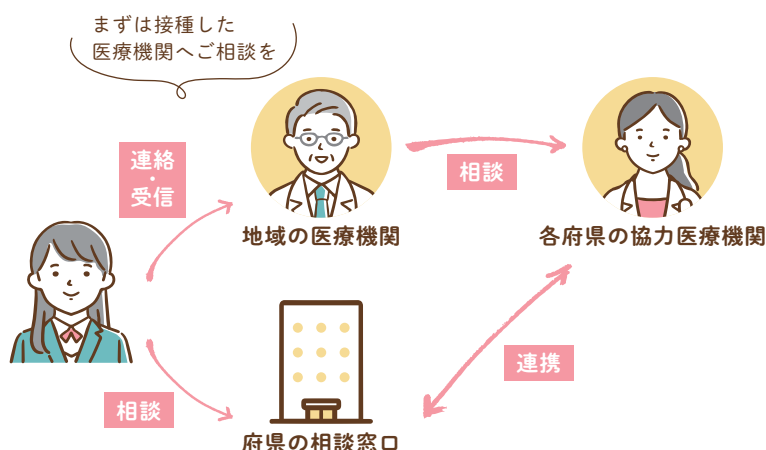 まずは接種した
医療機関へご相談を
連絡
・
受信
相談
地域の医療機関
各府県の協力医療機関
連携
相談
府県の相談窓口